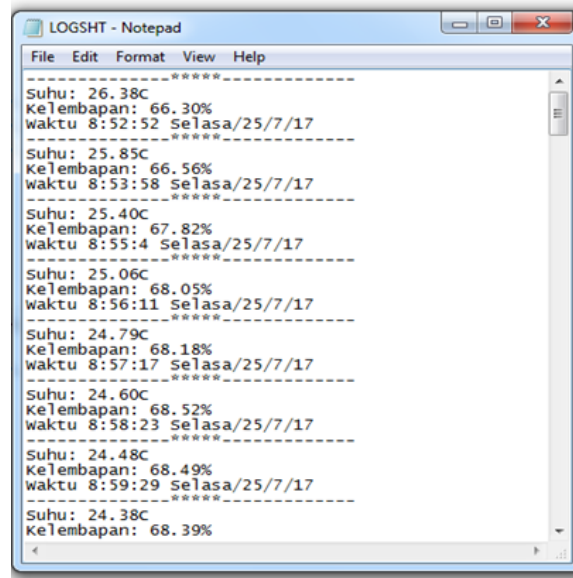 LOGSHT - Notepad
File Edit Format View Help
---------------*****--------------
Suhu: 26.38C
Kelembapan: 66.30%
Waktu 8:52:52 Selasa/25/7/17
---------------*****--------------
Suhu: 25.85C
Kelembapan: 66.56%
Waktu 8:53:58 Selasa/25/7/17
---------------*****--------------
Suhu: 25.40C
Kelembapan: 67.82%
Waktu 8:55:4 Selasa/25/7/17
---------------*****--------------
Suhu: 25.06C
Kelembapan: 68.05%
Waktu 8:56:11 Selasa/25/7/17
---------------*****--------------
Suhu: 24.79C
Kelembapan: 68.18%
Waktu 8:57:17 Selasa/25/7/17
---------------*****--------------
Suhu: 24.60C
Kelembapan: 68.52%
Waktu 8:58:23 Selasa/25/7/17
---------------*****--------------
Suhu: 24.48C
Kelembapan: 68.49%
Waktu 8:59:29 Selasa/25/7/17
---------------*****--------------
Suhu: 24.38C
Kelembapan: 68.39%